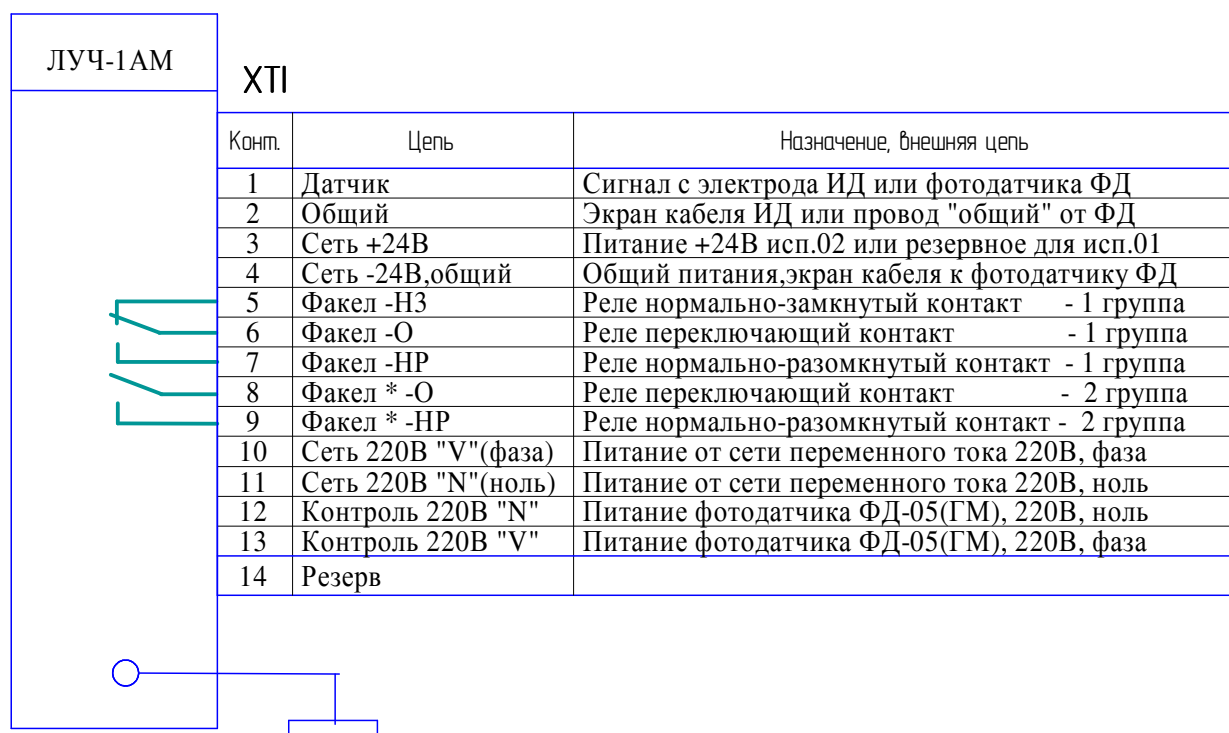 ЛУЧ-1АМ
XTI
Конт. Цепь Назначение, внешняя цепь
1 Датчик Сигнал с электрода ИД или фотодатчика ФД
2 Общий Экран кабеля ИД или провод "общий" от ФД
3 Сеть +24В Питание +24В исп.02 или резервное для исп.01
4 Сеть -24В,общий Общий питания,экран кабеля к фотодатчику ФД
5 Факел -НЗ Реле нормально-замкнутый контакт - 1 группа
6 Факел -О Реле переключающий контакт - 1 группа
7 Факел -НР Реле нормально-разомкнутый контакт - 1 группа
8 Факел * -О Реле переключающий контакт - 2 группа
9 Факел * -НР Реле нормально-разомкнутый контакт - 2 группа
10 Сеть 220В "V"(фаза) Питание от сети переменного тока 220В, фаза
11 Сеть 220В "N"(ноль) Питание от сети переменного тока 220В, ноль
12 Контроль 220В "N" Питание фотодатчика ФД-05(ГМ), 220В, ноль
13 Контроль 220В "V" Питание фотодатчика ФД-05(ГМ), 220В, фаза
14 Резерв